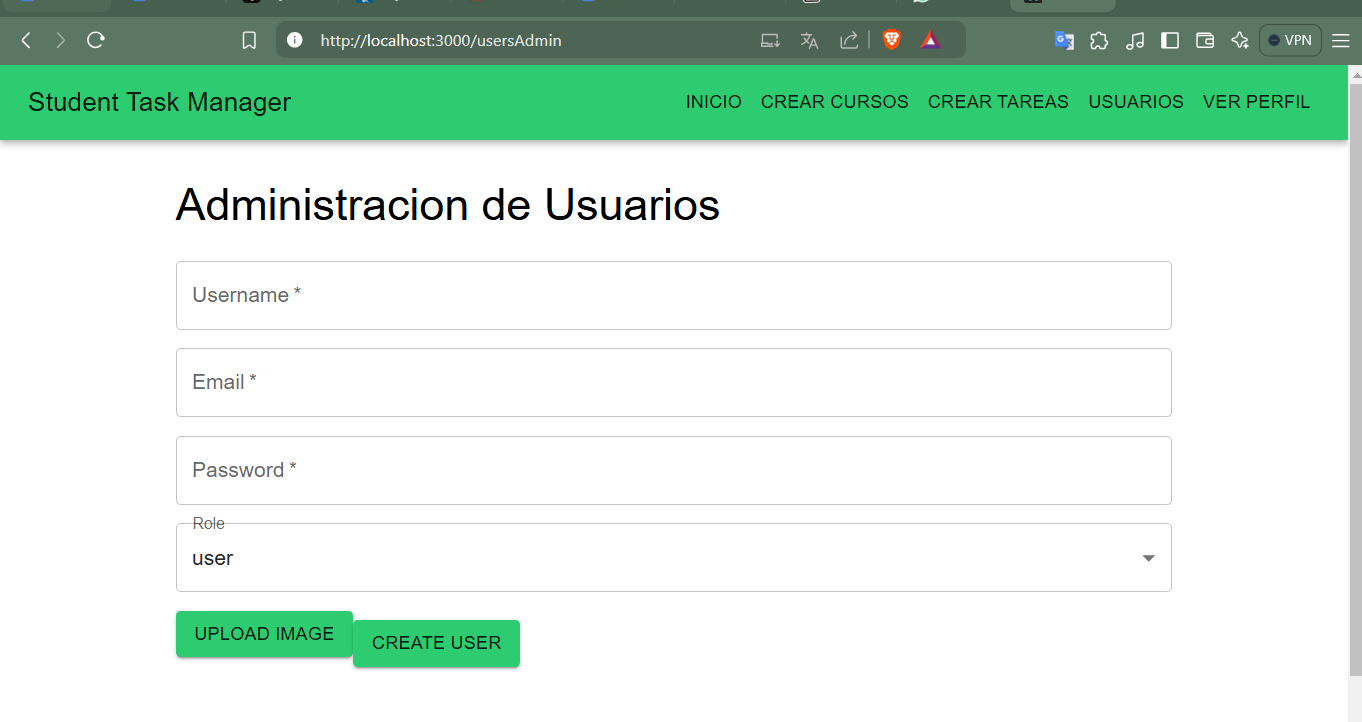 http://localhost:3000/usersAdmin
VPN
Student Task Manager
INICIO CREAR CURSOS CREAR TAREAS USUARIOS VER PERFIL
Administracion de Usuarios
Username *
Email *
Password *
Role
user
UPLOAD IMAGE
CREATE USER